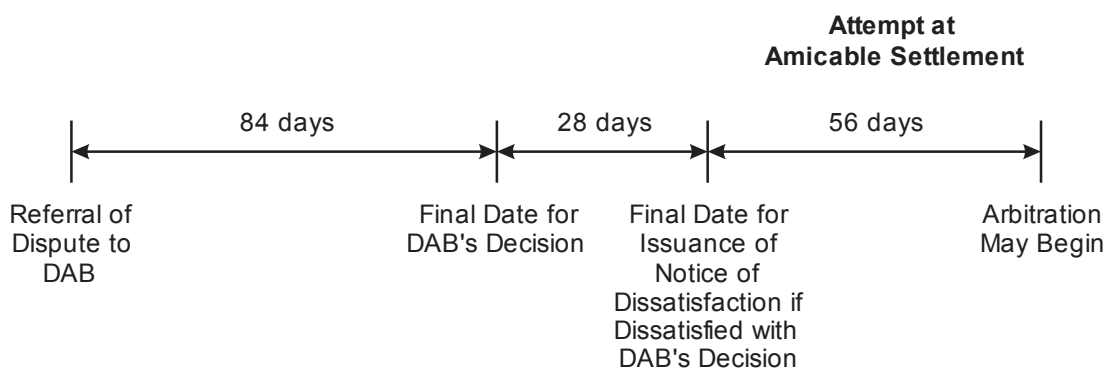 Attempt at
Amicable Settlement
84 days
28 days
56 days
Referral of
Dispute to
DAB
Final Date for
DAB's Decision
Final Date for
Issuance of
Notice of
Dissatisfaction if
Dissatisfied with
DAB's Decision
Arbitration
May Begin